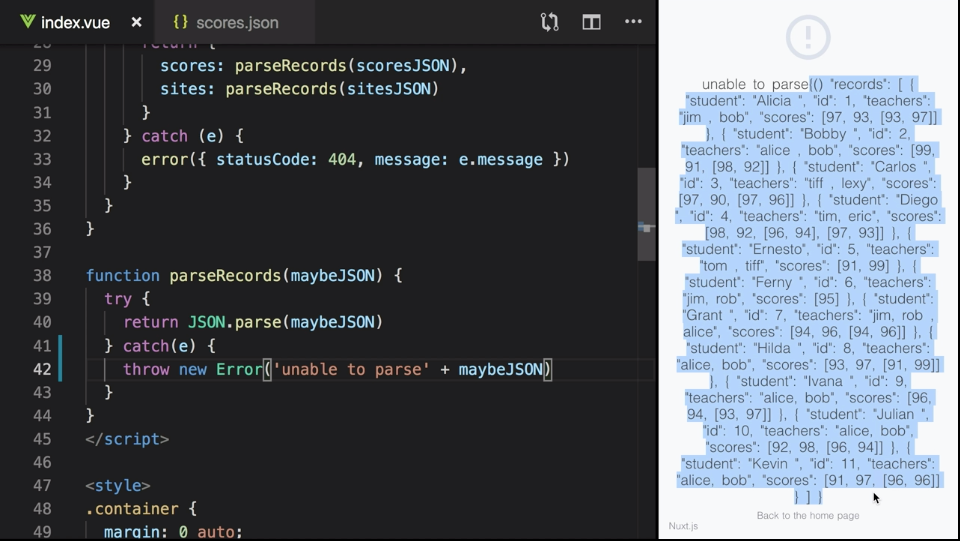 index.vue
scores.json
28 return {
29 scores: parseRecords(scoresJSON),
30 sites: parseRecords(sitesJSON)
31 }
32 } catch (e) {
33 error({ statusCode: 404, message: e.message })
34 }
35 }
36 }
37
38 function parseRecords(maybeJSON) {
39 try {
40 return JSON.parse(maybeJSON)
41 } catch(e) {
42 throw new Error('unable to parse' + maybeJSON)
43 }
44 }
45 </script>
46
47 <style>
48 .container {
49 margin: 0 auto;
unable to parse(() "records": [ {
"student": "Alicia ", "id": 1, "teachers":
"jim , bob", "scores": [97, 93, [93, 97]]
}, { "student": "Bobby ", "id": 2,
"teachers": "alice , bob", "scores": [99,
91, [98, 92]] }, { "student": "Carlos ",
"id": 3, "teachers": "tiff , lexy", "scores":
[97, 90, [97, 96]] }, { "student": "Diego
", "id": 4, "teachers": "tim, eric", "scores":
[98, 92, [96, 94], [97, 93]] }, {
"student": "Ernesto", "id": 5, "teachers":
"tom , tiff", "scores": [91, 99] }, {
"student": "Ferny ", "id": 6, "teachers":
"jim, rob", "scores": [95] }, { "student":
"Grant ", "id": 7, "teachers": "jim, rob ,
alice", "scores": [94, 96, [94, 96]] }, {
"student": "Hilda ", "id": 8, "teachers":
"alice, bob", "scores": [93, 97, [91, 99]]
}, { "student": "Ivana ", "id": 9,
"teachers": "alice, bob", "scores": [96,
94, [93, 97]] }, { "student": "Julian ",
"id": 10, "teachers": "alice, bob",
"scores": [92, 98, [96, 94]] }, {
"student": "Kevin ", "id": 11, "teachers":
"alice, bob", "scores": [91, 97, [96, 96]]
} ] }
Back to the home page
Nuxt.js